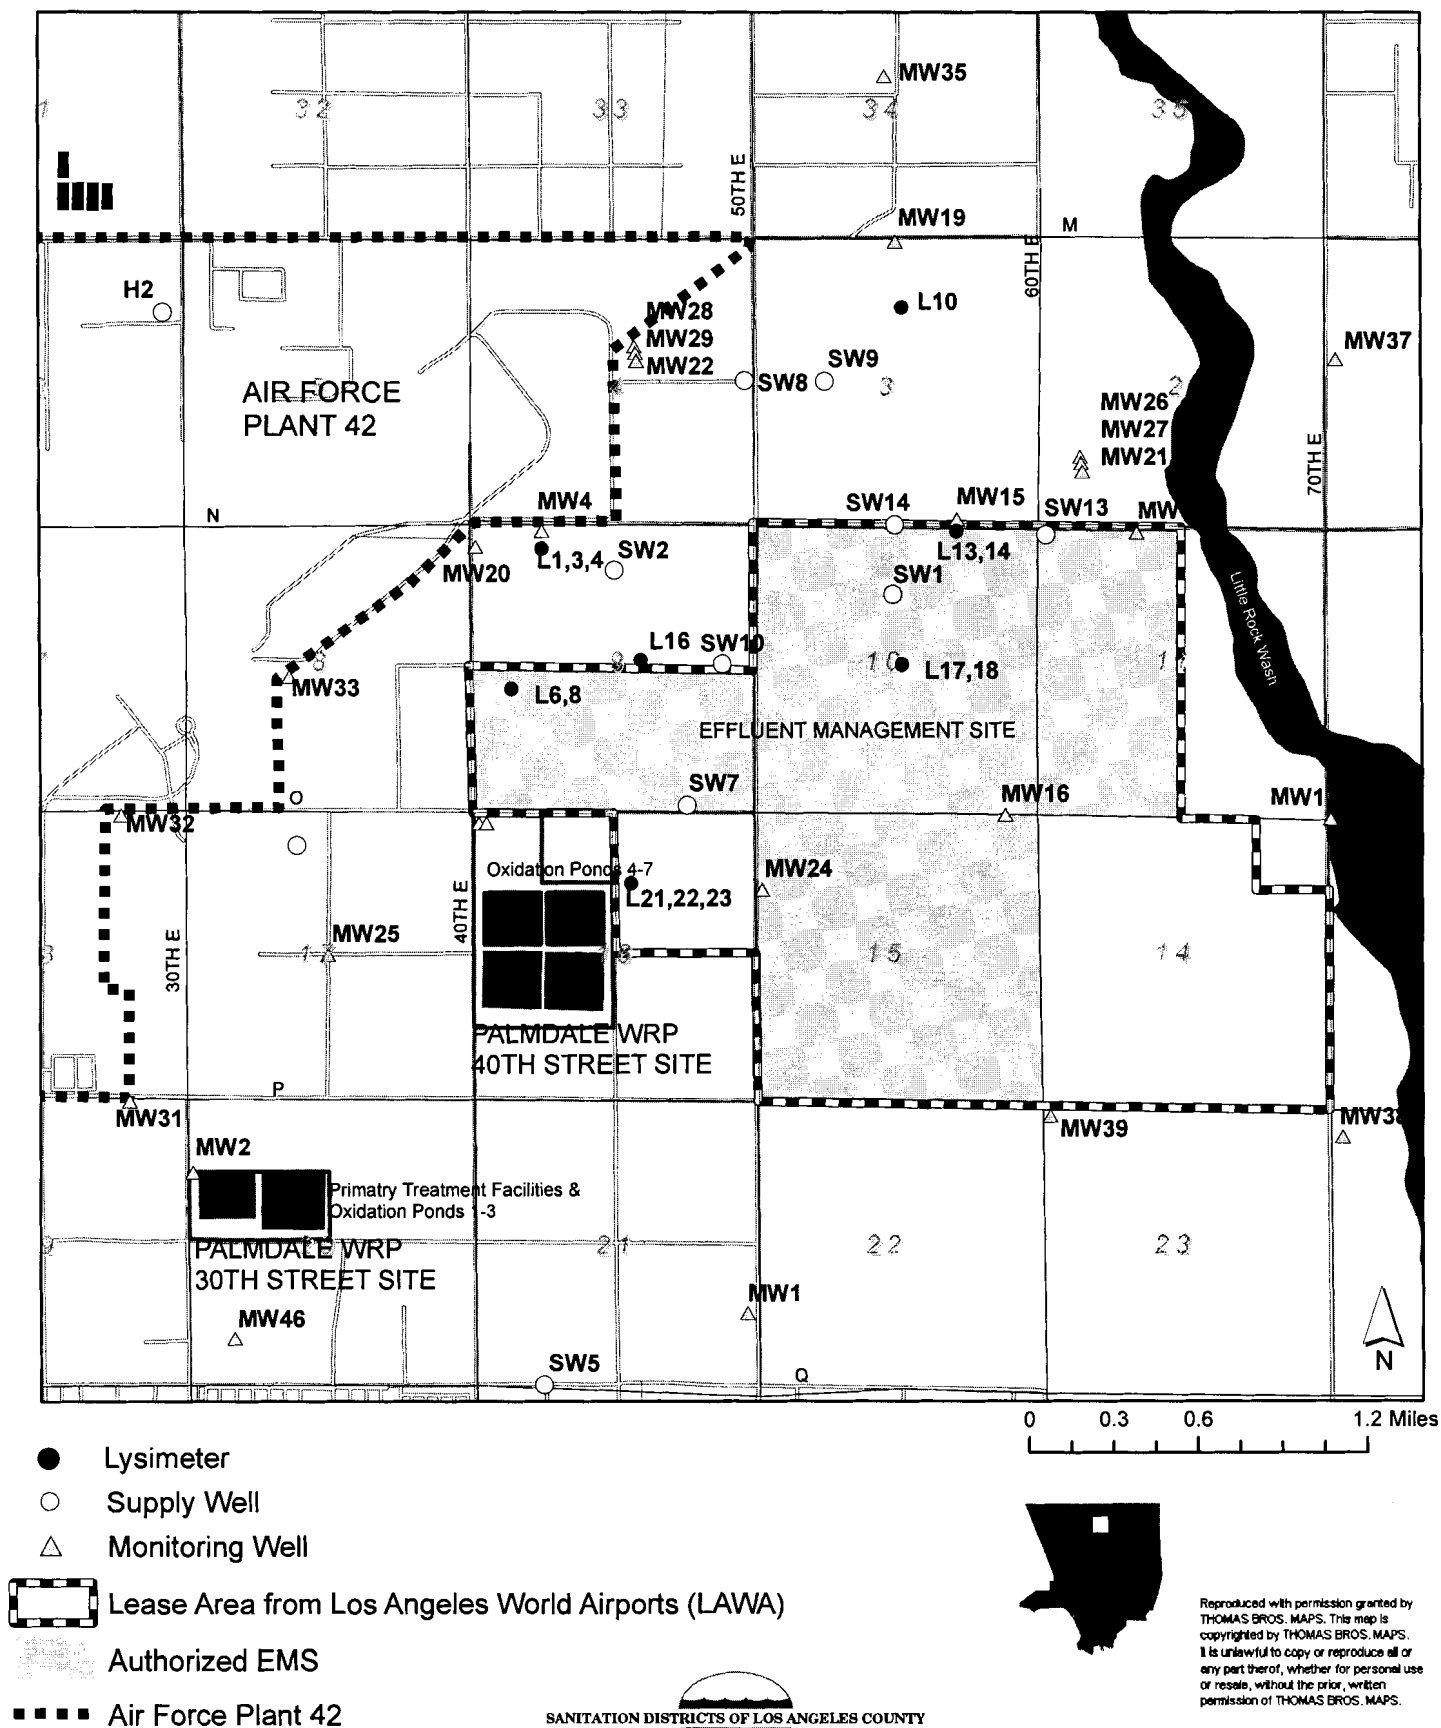 MW35
1
32
33
34
35
50TH E
MW19
M
60TH E
H2
MW28
L10
MW29
MW37
MW22
SW9
SW8
3
2
AIR FORCE
PLANT 42
MW26
MW27
MW21
70TH E
MW4
SW14
MW15
SW13
MW
N
L1,3,4
SW2
L13,14
MW20
SW1
Little Rock Wash
L16
SW10
10
L17,18
MW33
L6,8
EFFLUENT MANAGEMENT SITE
SW7
O
MW16
MW1
MW32
Oxidation Ponds 4-7
MW24
L21,22,23
40TH E
MW25
30TH E
17
15
14
PALMDALE WRP
40TH STREET SITE
P
MW31
MW39
MW38
MW2
Primatry Treatment Facilities &
Oxidation Ponds 1-3
PALMDALE WRP
30TH STREET SITE
21
22
23
MW1
MW46
SW5
Q
N
0 0.3 0.6 1.2 Miles
Lysimeter
Supply Well
Monitoring Well
Lease Area from Los Angeles World Airports (LAWA)
Authorized EMS
Air Force Plant 42
Reproduced with permission granted by
THOMAS BROS. MAPS. This map is
copyrighted by THOMAS BROS. MAPS.
It is unlawful to copy or reproduce all or
any part therof, whether for personal use
or resale, without the prior, written
permission of THOMAS BROS. MAPS.
SANITATION DISTRICTS OF LOS ANGELES COUNTY